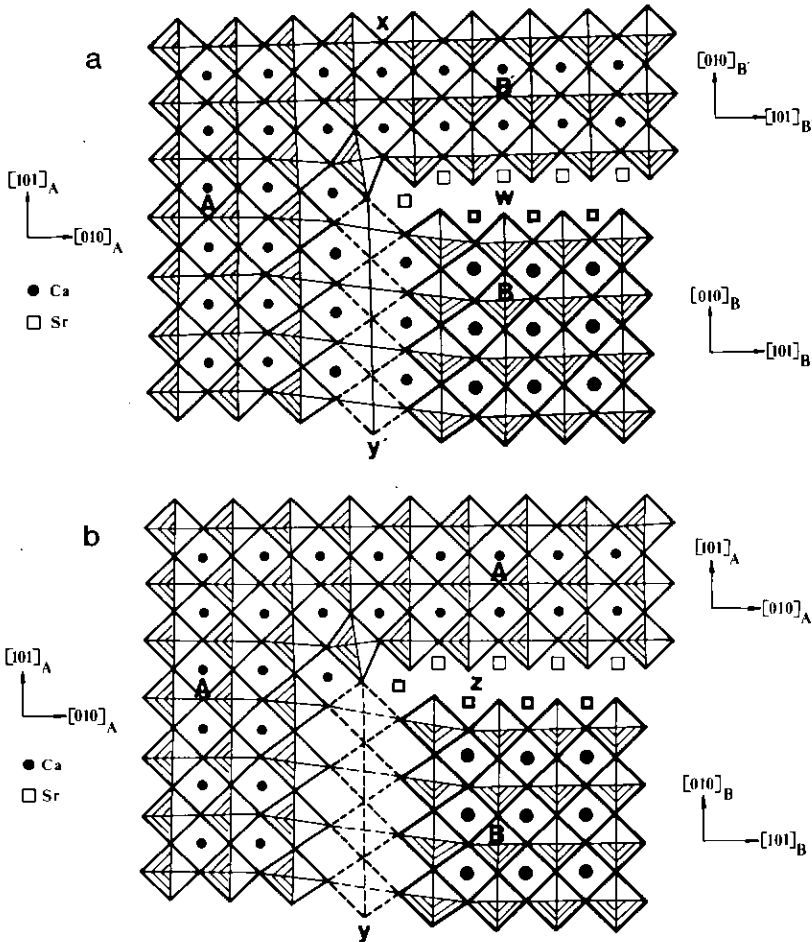 a
x
[010]B′
B′
[101]B
[101]A
A
w
[010]A
Ca
Sr
B
[010]B
[101]B
y′
b
[101]A
A
[010]A
[101]A
A
z
[010]A
Ca
Sr
B
[010]B
[101]B
y